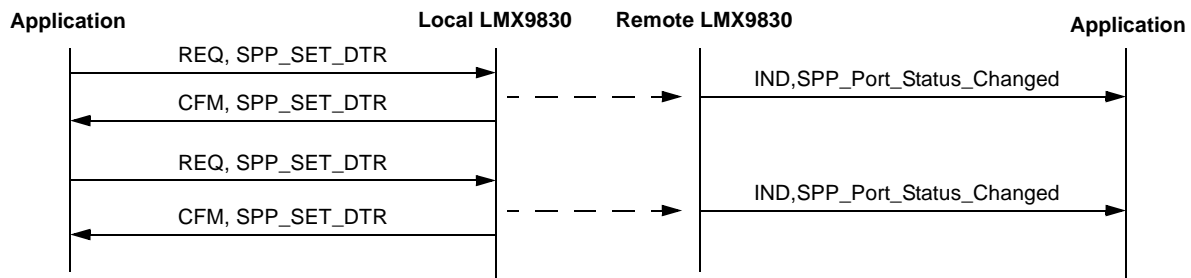 Application
Local LMX9830
Remote LMX9830
Application
REQ, SPP_SET_DTR
IND,SPP_Port_Status_Changed
CFM, SPP_SET_DTR
REQ, SPP_SET_DTR
IND,SPP_Port_Status_Changed
CFM, SPP_SET_DTR